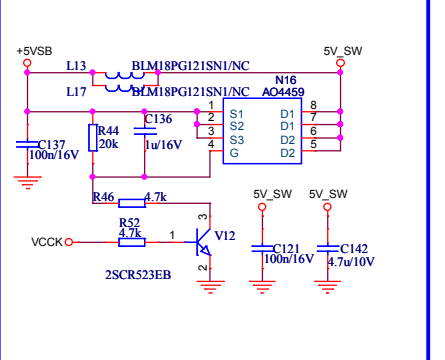 +5VSB
5V_SW
L13
BLM18PG121SN1/NC
L17
BLM18PG121SN1/NC
N16
AO4459
1
2
3
4
S1
S2
S3
G
D1
D1
D2
D2
8
7
6
5
C136
1u/16V
R44
20k
C137
100n/16V
R46
4.7k
R52
4.7k
VCCK
1
3
2
V12
2SCR523EB
5V_SW
5V_SW
C121
100n/16V
C142
4.7u/10V